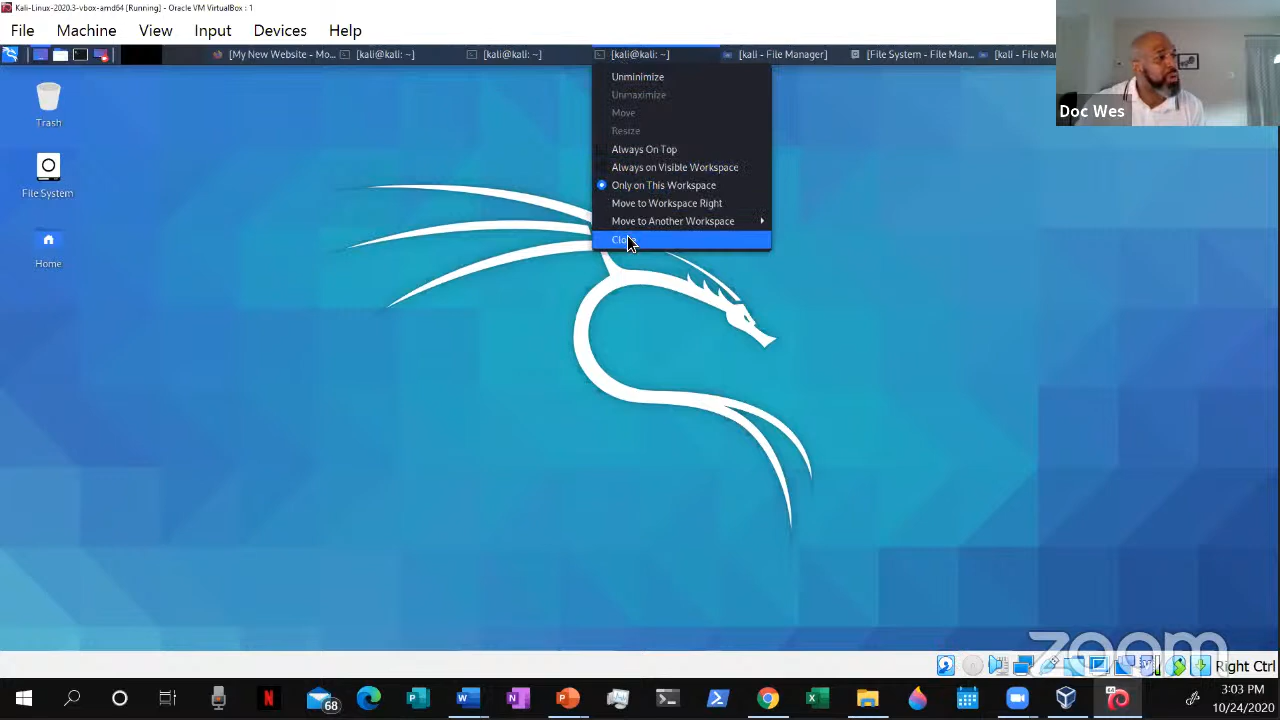 Kali-Linux-2020.3-vbox-amd64 [Running] - Oracle VM VirtualBox : 1
File Machine View Input Devices Help
[My New Website - Mo... [kali@kali: ~] [kali@kali: ~] [kali@kali: ~] [kali - File Manager] [File System - File Man... [kali - File Ma
Unminimize
Unmaximize
Move
Resize
Always On Top
Always on Visible Workspace
Only on This Workspace
Move to Workspace Right
Move to Another Workspace
Close
Trash
File System
Home
Doc Wes
zoom
Right Ctrl
68
3:03 PM
10/24/2020